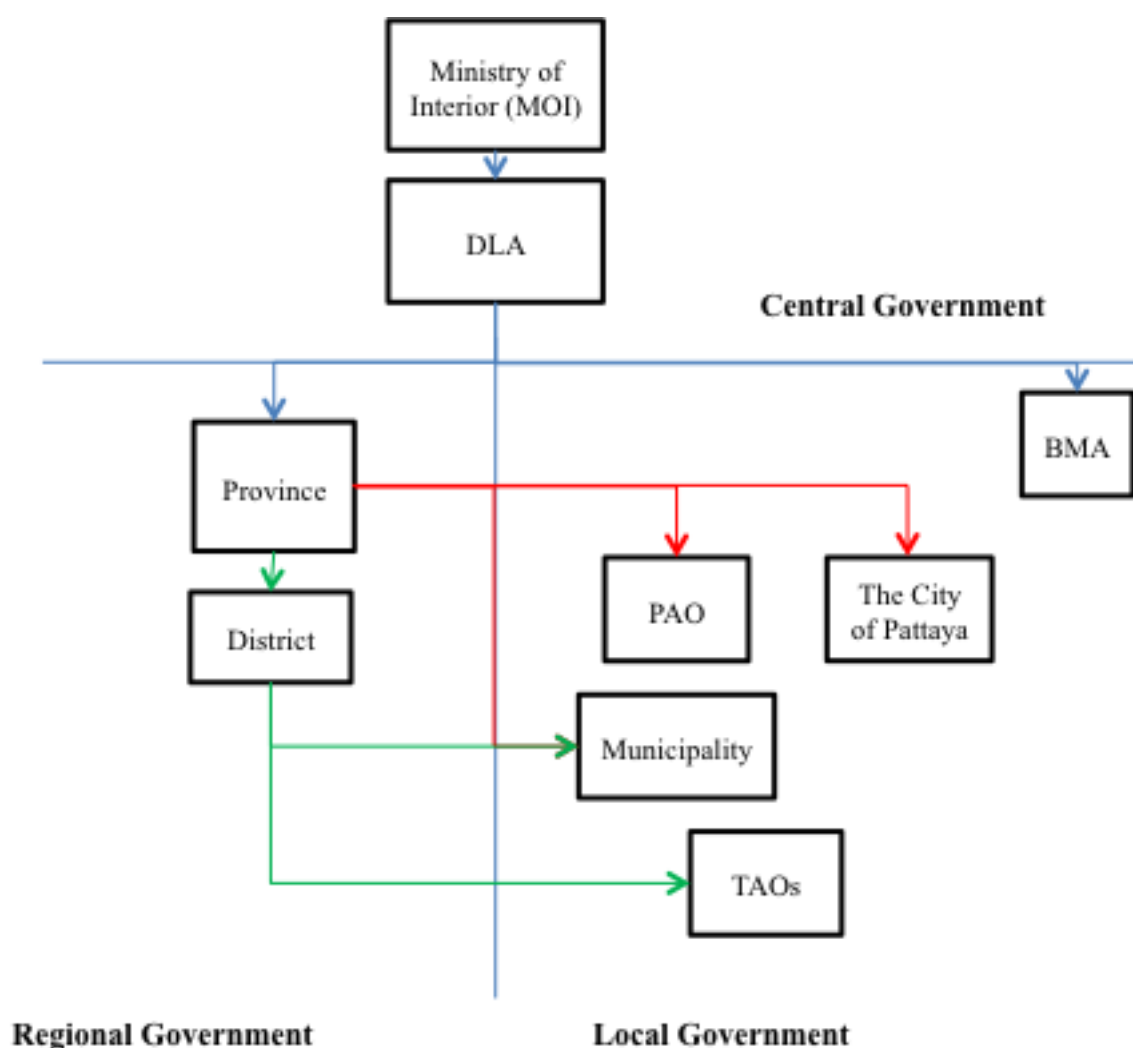 Ministry of
Interior (MOI)
DLA
Central Government
BMA
Province
PAO
The City
of Pattaya
District
Municipality
TAOs
Regional Government
Local Government